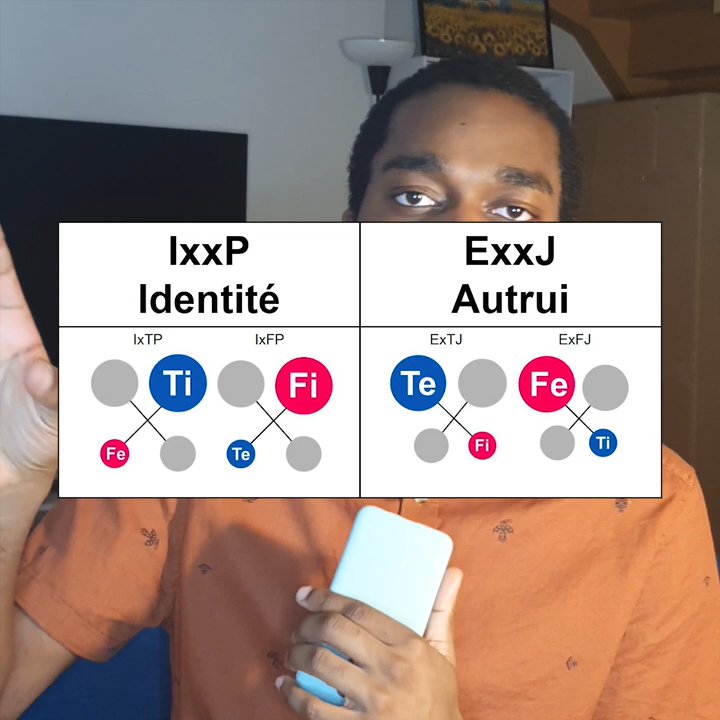 IxxP
Identité
ExxJ
Autrui
IxTP
IxFP
ExTJ
ExFJ
Ti
Fi
Te
Fe
Fe
Te
Fi
Ti